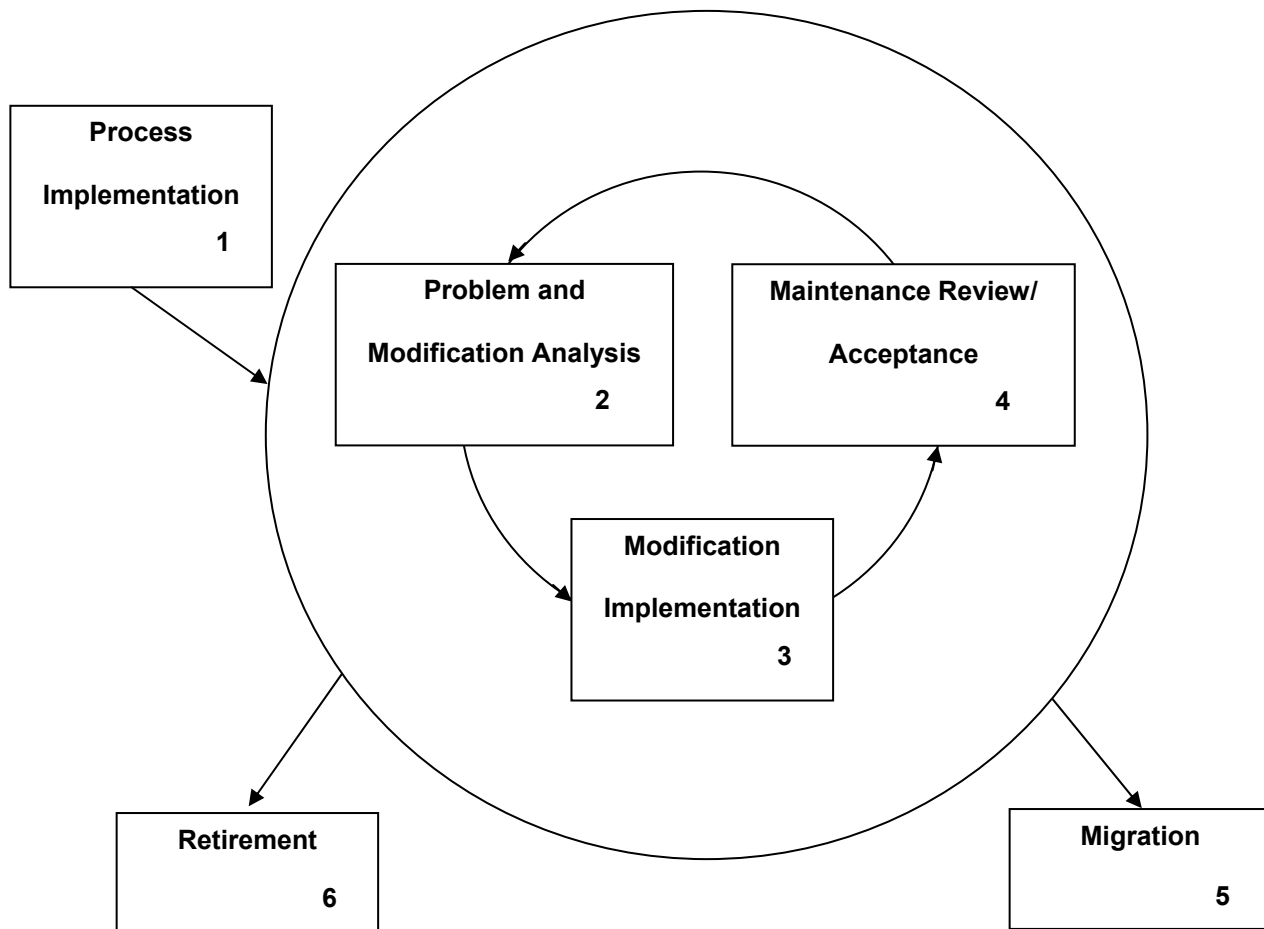 Process
Implementation
1
Problem and
Modification Analysis
2
Maintenance Review/
Acceptance
4
Modification
Implementation
3
Retirement
6
Migration
5